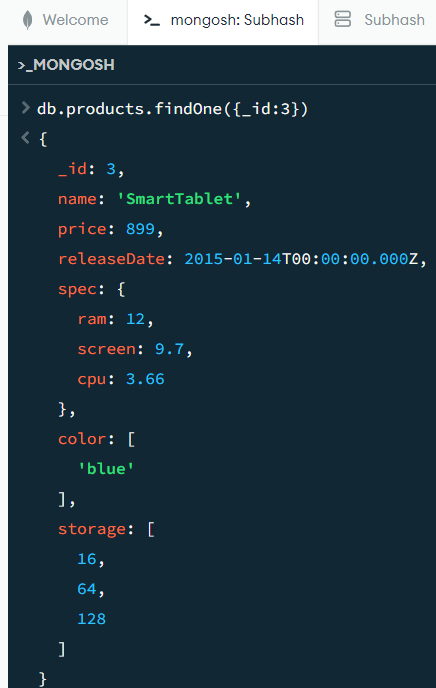 Welcome
mongosh: Subhash
Subhash
>_MONGOSH
db.products.findOne({_id:3})
{
_id: 3,
name: 'SmartTablet',
price: 899,
releaseDate: 2015-01-14T00:00:00.000Z,
spec: {
ram: 12,
screen: 9.7,
cpu: 3.66
},
color: [
'blue'
],
storage: [
16,
64,
128
]
}